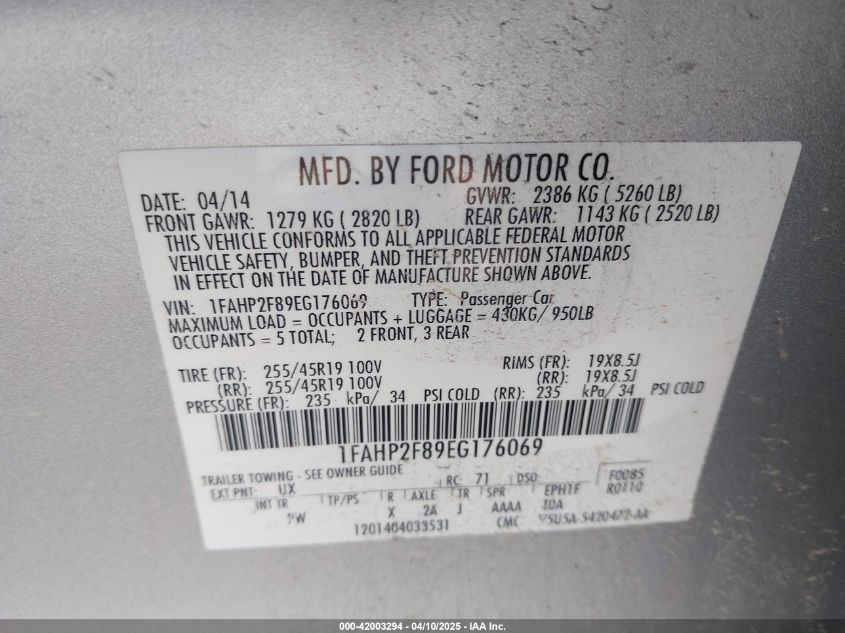 MFD. BY FORD MOTOR CO.
DATE: 04/14 GVWR: 2386 KG ( 5260 LB)
FRONT GAWR: 1279 KG ( 2820 LB) REAR GAWR: 1143 KG ( 2520 LB)
THIS VEHICLE CONFORMS TO ALL APPLICABLE FEDERAL MOTOR
VEHICLE SAFETY, BUMPER, AND THEFT PREVENTION STANDARDS
IN EFFECT ON THE DATE OF MANUFACTURE SHOWN ABOVE.
VIN: 1FAHP2F89EG176069 TYPE: Passenger Car
MAXIMUM LOAD = OCCUPANTS + LUGGAGE = 430KG/ 950LB
OCCUPANTS = 5 TOTAL; 2 FRONT, 3 REAR
TIRE (FR): 255/45R19 100V RIMS (FR): 19X8.5J
(RR): 255/45R19 100V (RR): 19X8.5J
PRESSURE (FR): 235 kPa/ 34 PSI COLD (RR): 235 kPa/ 34 PSI COLD
1FAHP2F89EG176069
TRAILER TOWING - SEE OWNER GUIDE
EXT PNT: UX RC: 71 DSO: F0085
R0110
INT TR TP/PS R AXLE TR SPR EPH1F
PW X 2A J AAAA
1201404033531 CMC
000-42003294 - 04/10/2025 - IAA Inc.